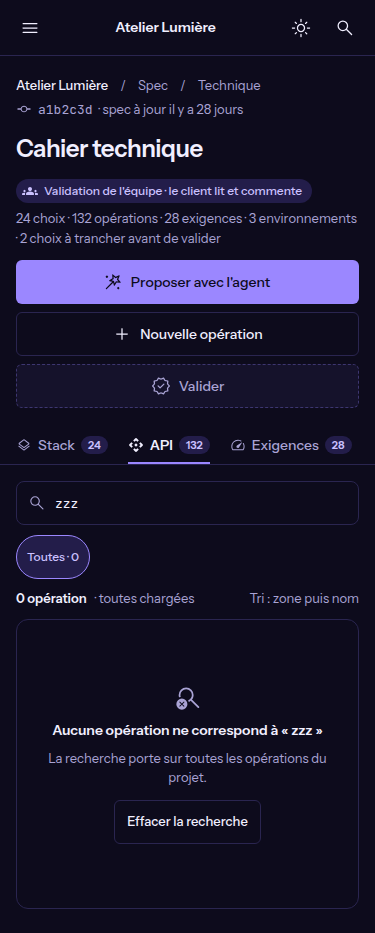 Atelier Lumière
Atelier Lumière / Spec / Technique
a1b2c3d · spec à jour il y a 28 jours
Cahier technique
Validation de l'équipe · le client lit et commente
24 choix · 132 opérations · 28 exigences · 3 environnements
· 2 choix à trancher avant de valider
Proposer avec l'agent
Nouvelle opération
Valider
Stack 24 API 132 Exigences 28
zzz
Toutes · 0
0 opération · toutes chargées Tri : zone puis nom
Aucune opération ne correspond à « zzz »
La recherche porte sur toutes les opérations du
projet.
Effacer la recherche